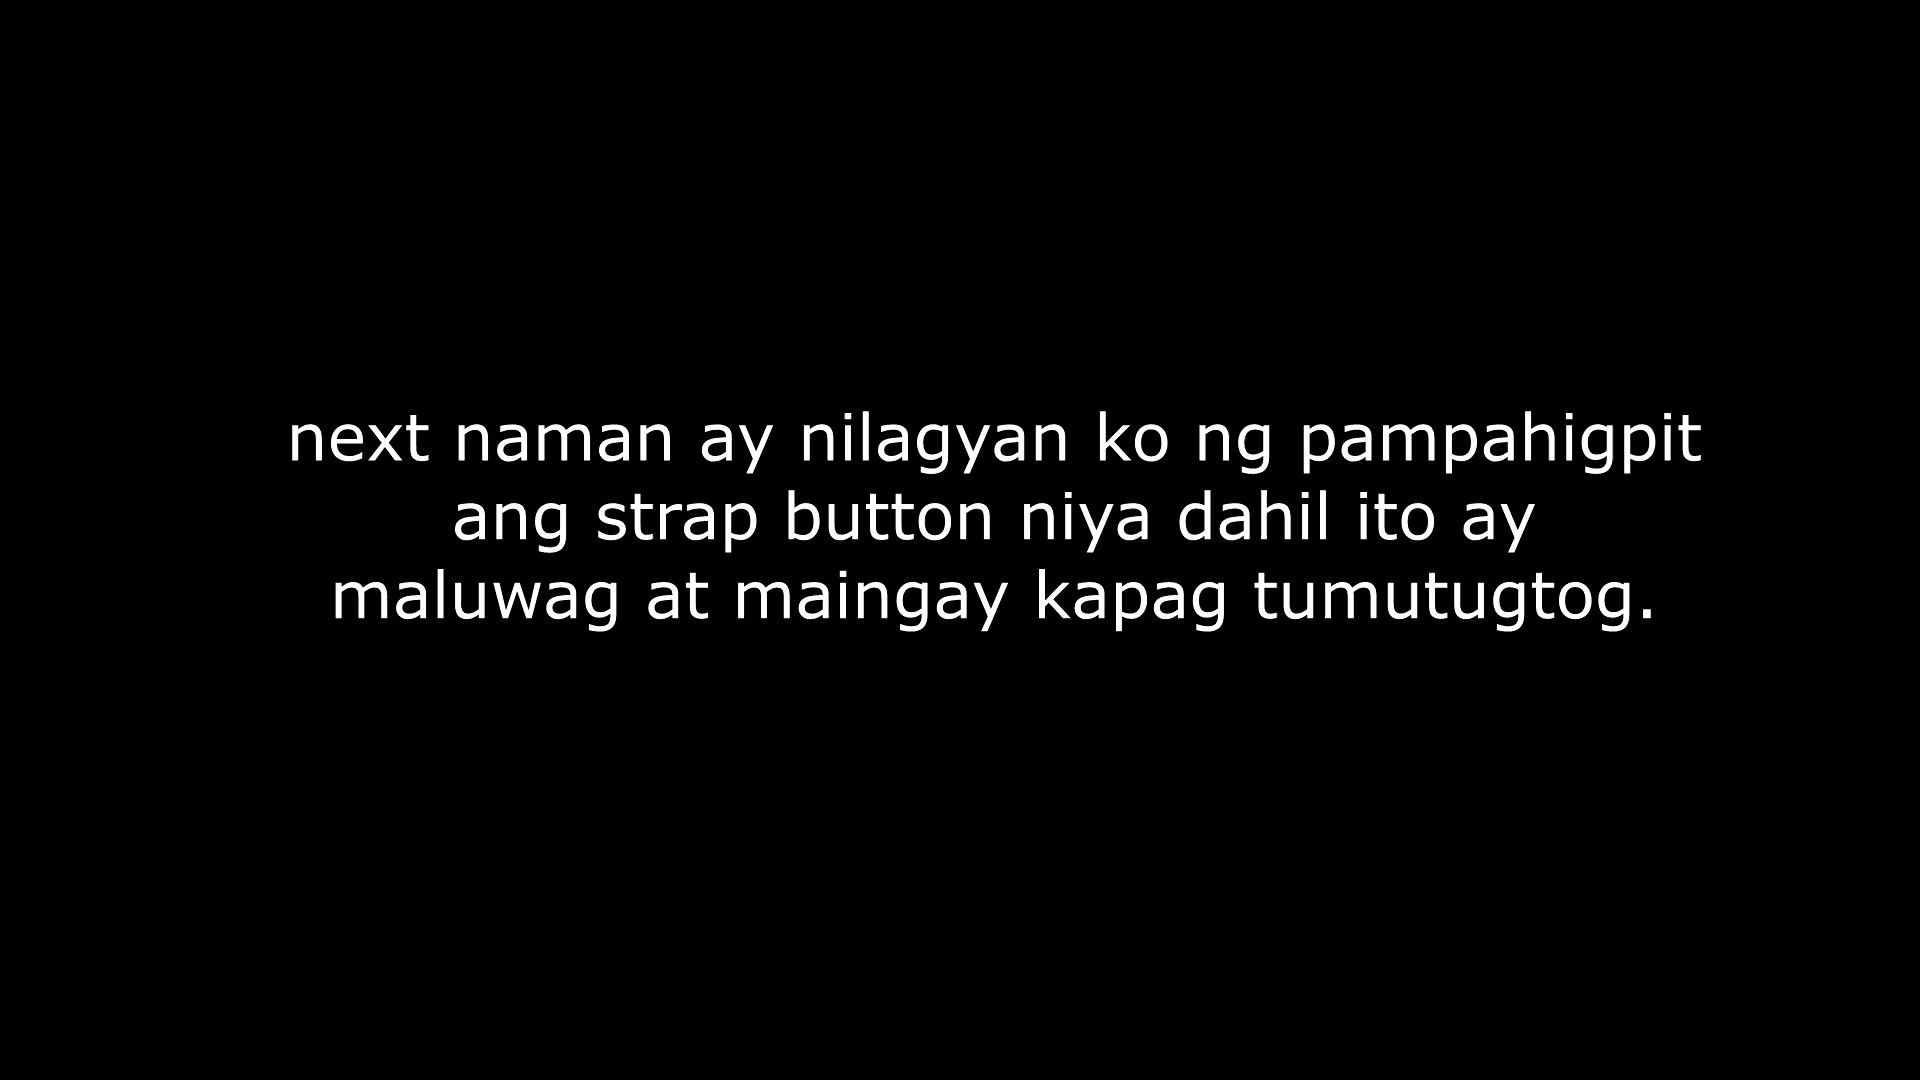 next naman ay nilagyan ko ng pampahigpit
ang strap button niya dahil ito ay
maluwag at maingay kapag tumutugtog.